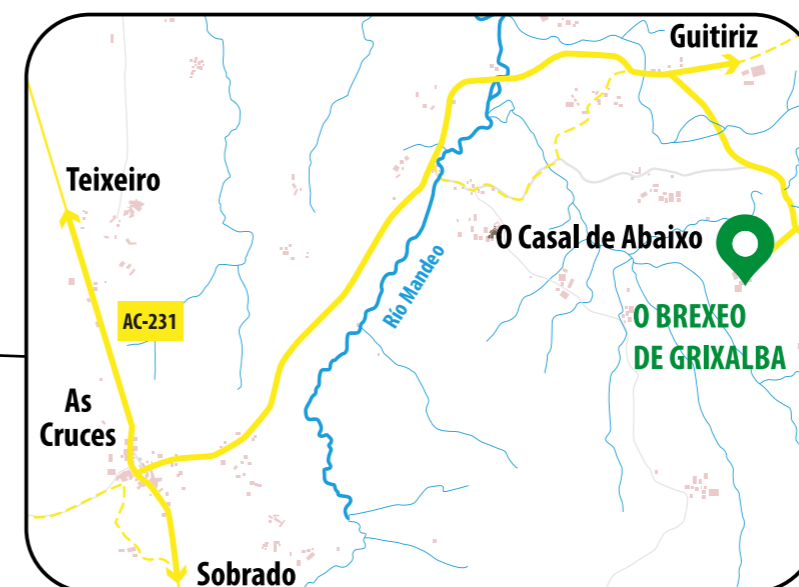 Guitiriz
Teixeiro
O Casal de Abaixo
Río Mandeo
AC-231
O BREXEO
DE GRIXALBA
As
Cruces
Sobrado